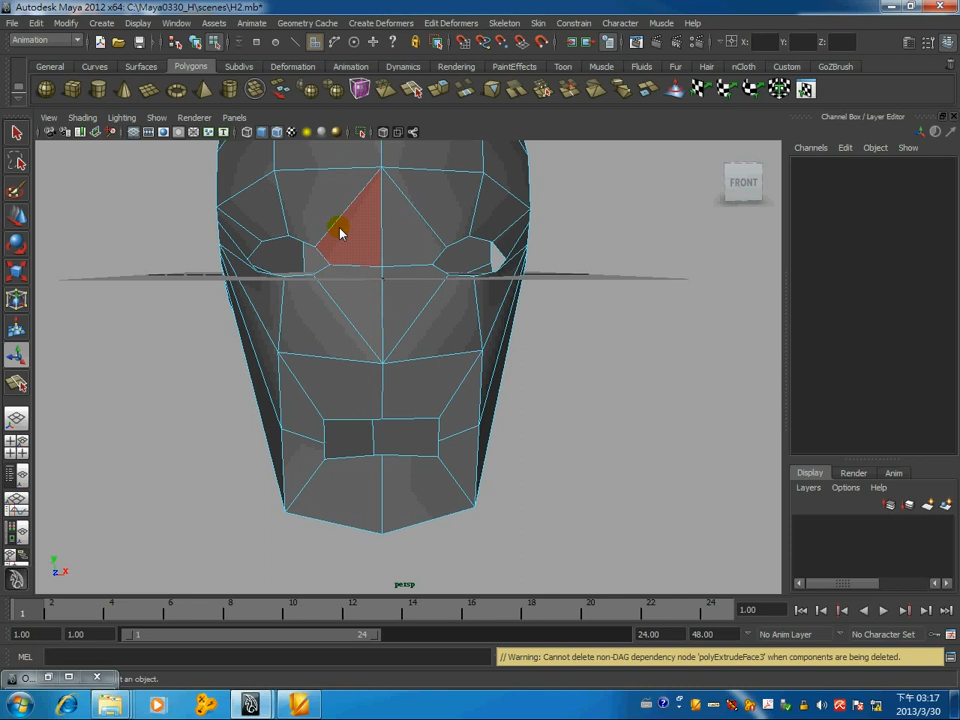 Autodesk Maya 2012 x64: C:\Maya0330_H\scenes\H2.mb*
File Edit Modify Create Display Window Assets Animate Geometry Cache Create Deformers Edit Deformers Skeleton Skin Constrain Character Muscle Help
Animation X: Y: Z:
General Curves Surfaces Polygons Subdivs Deformation Animation Dynamics Rendering PaintEffects Toon Muscle Fluids Fur Hair nCloth Custom GoZBrush
View Shading Lighting Show Renderer Panels
Channel Box / Layer Editor
Channels Edit Object Show
FRONT
Display Render Anim
Layers Options Help
y
z x
persp
2 4 6 8 10 12 14 16 18 20 22 24
1 1.00
1.00 1.00 1 24 24.00 48.00 No Anim Layer No Character Set
MEL // Warning: Cannot delete non-DAG dependency node 'polyExtrudeFace3' when components are being deleted.
O... t an object.
下午 03:17
2013/3/30